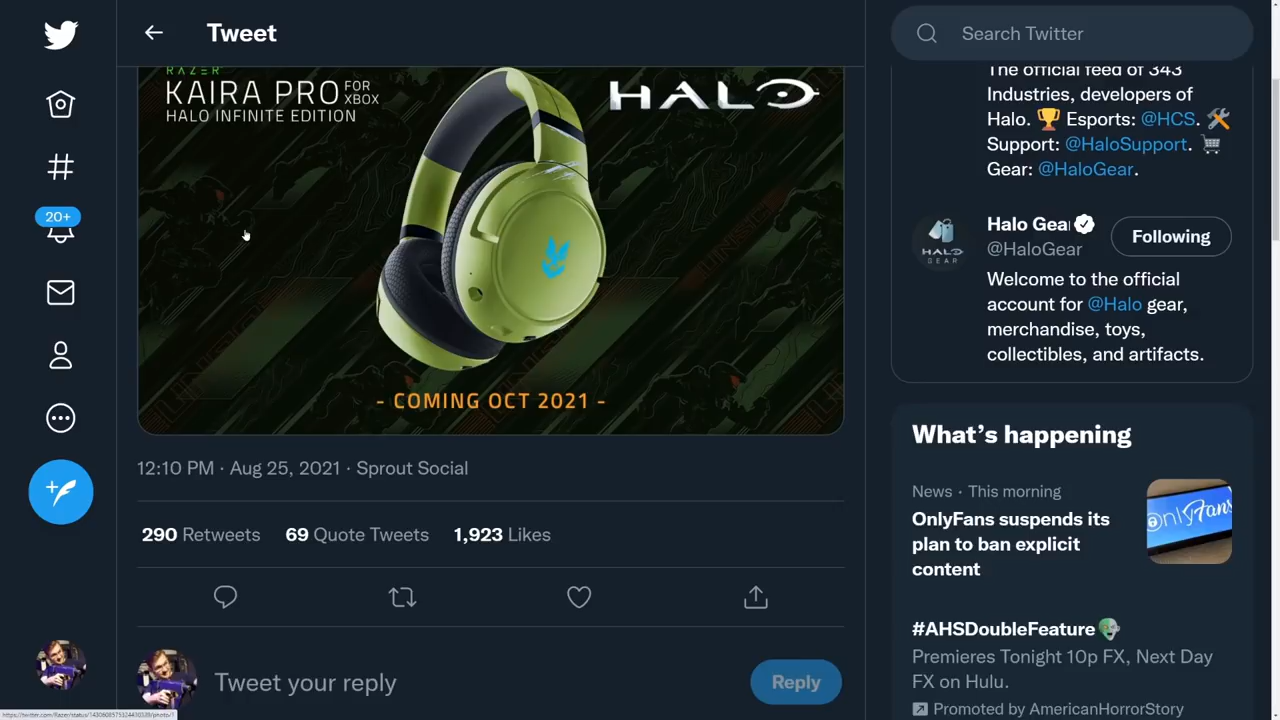 Tweet
Search Twitter
RAZER
KAIRA PRO FOR XBOX
HALO INFINITE EDITION
HALO
- COMING OCT 2021 -
12:10 PM · Aug 25, 2021 · Sprout Social
290 Retweets 69 Quote Tweets 1,923 Likes
Tweet your reply
Reply
20+
The official feed of 343
Industries, developers of
Halo. 🏆 Esports: @HCS. 🛠
Support: @HaloSupport. 🛒
Gear: @HaloGear.
Halo Gear
@HaloGear
HALO
GEAR
Following
Welcome to the official
account for @Halo gear,
merchandise, toys,
collectibles, and artifacts.
What’s happening
News · This morning
OnlyFans suspends its
plan to ban explicit
content
OnlyFans
#AHSDoubleFeature
Premieres Tonight 10p FX, Next Day
FX on Hulu.
Promoted by AmericanHorrorStory